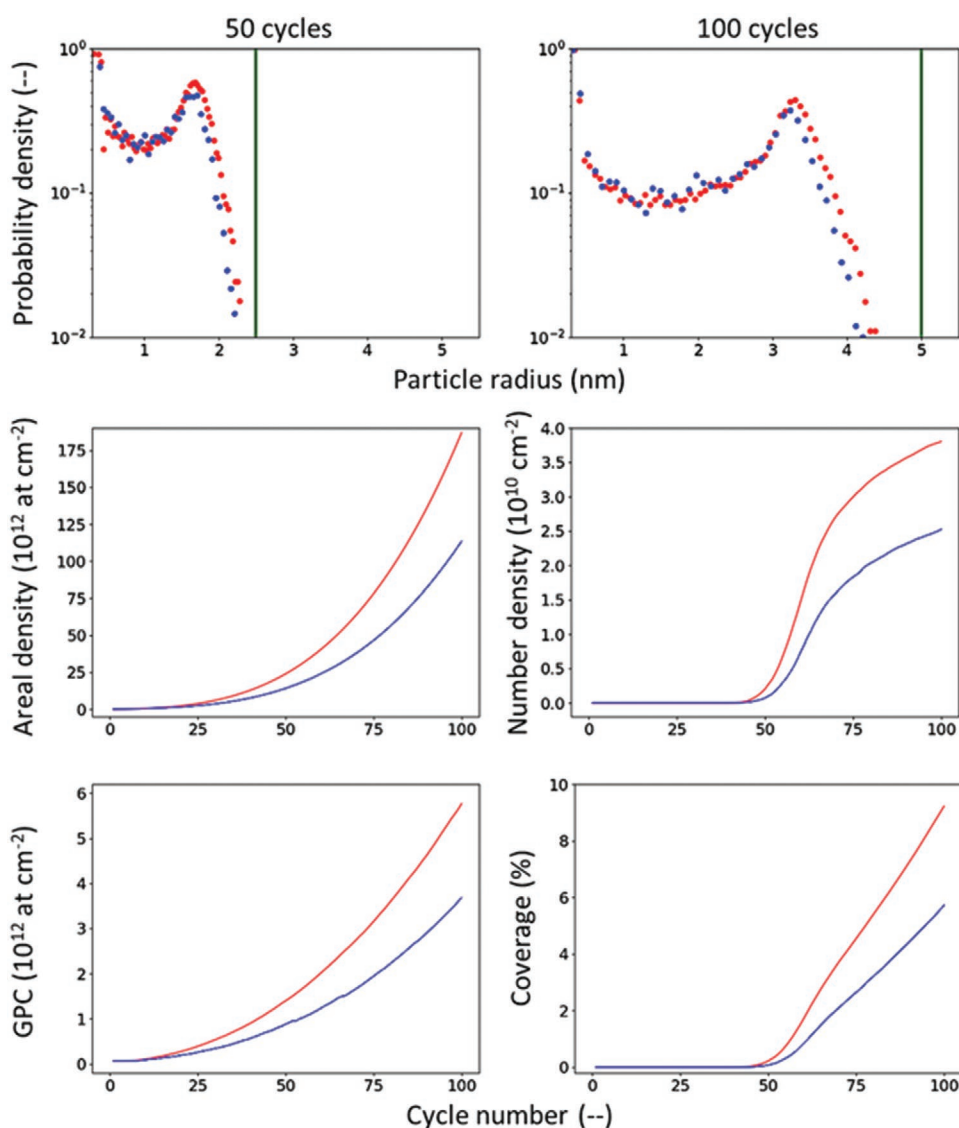 50 cycles
100 cycles
Probability density (--)
10⁰
10⁻¹
10⁻²
1 2 3 4 5
10⁰
10⁻¹
10⁻²
1 2 3 4 5
Particle radius (nm)
Areal density (10¹² at cm⁻²)
175
150
125
100
75
50
25
0
0 25 50 75 100
Number density (10¹⁰ cm⁻²)
4.0
3.5
3.0
2.5
2.0
1.5
1.0
0.5
0.0
0 25 50 75 100
GPC (10¹² at cm⁻²)
6
5
4
3
2
1
0
0 25 50 75 100
Coverage (%)
10
8
6
4
2
0
0 25 50 75 100
Cycle number (--)